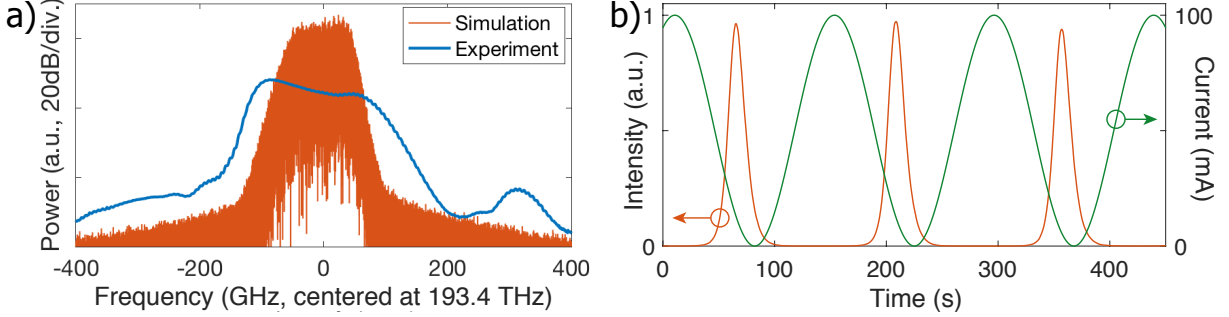 a)
Power (a.u., 20dB/div.)
Simulation
Experiment
-400 -200 0 200 400
Frequency (GHz, centered at 193.4 THz)
b)
Intensity (a.u.)
1
1
0
100
0
Current (mA)
0 100 200 300 400
Time (s)